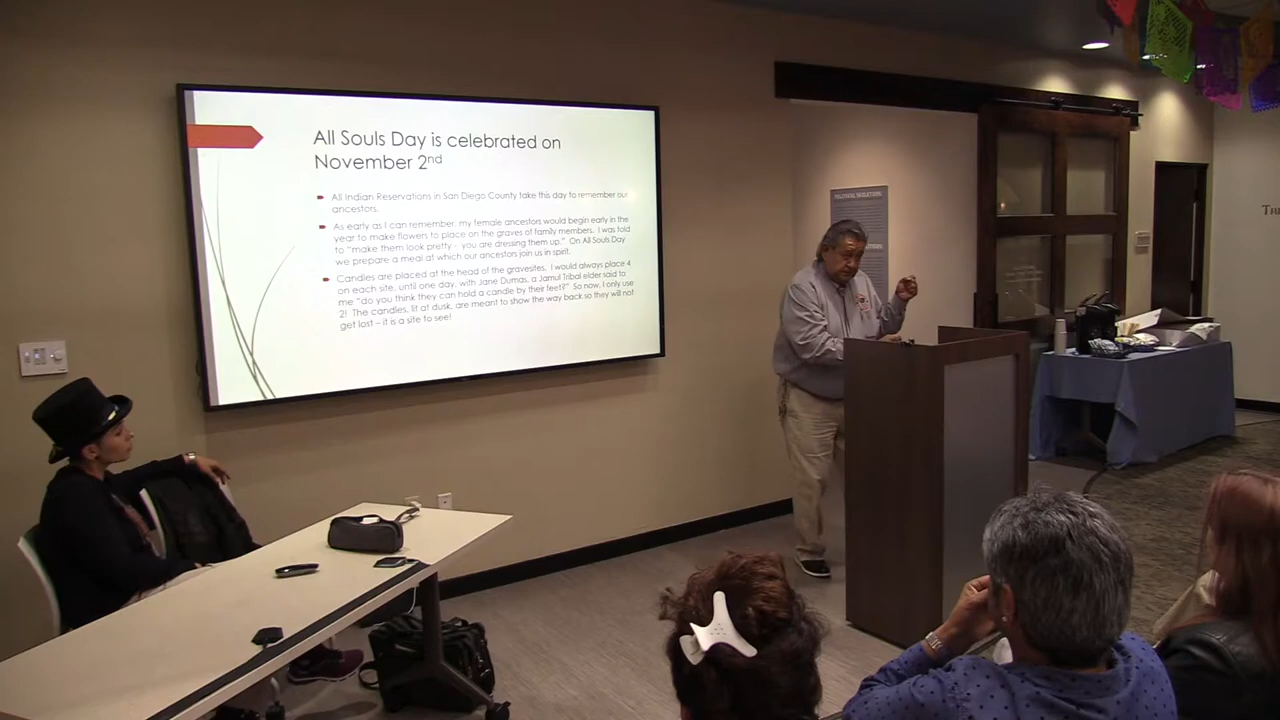 All Souls Day is celebrated on
November 2nd
All Indian Reservations in San Diego County take this day to remember our
ancestors.
As early as I can remember, my female ancestors would begin early in the
year to make flowers to place on the graves of family members. I was told
to "make them look pretty - you are dressing them up." On All Souls Day
we prepare a meal at which our ancestors join us in spirit.
Candles are placed at the head of the gravesites. I would always place 4
on each site, until one day, with Jane Dumas, a Jamul Tribal elder said to
me "do you think they can hold a candle by their feet?" So now, I only use
2! The candles, lit at dusk, are meant to show the way back so they will not
get lost – it is a site to see!